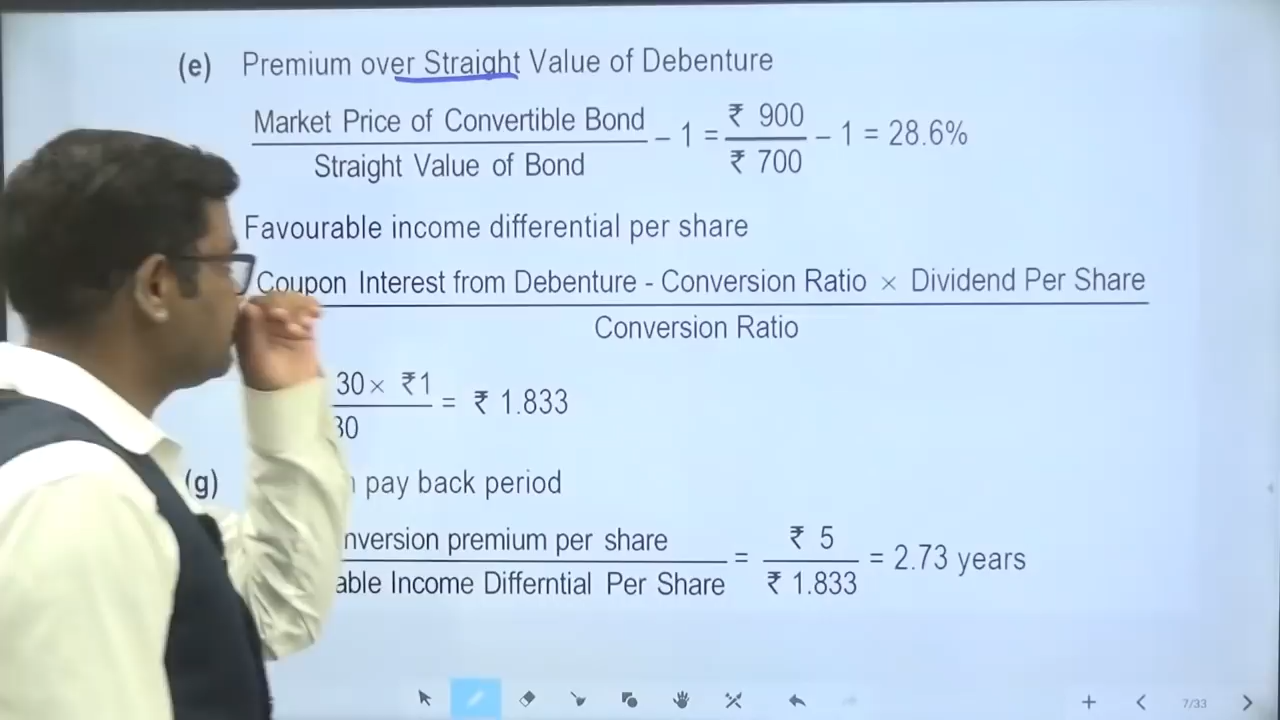 (e) Premium over Straight Value of Debenture
Market Price of Convertible Bond
Straight Value of Bond
− 1 = ₹ 900 / ₹ 700 − 1 = 28.6%
Favourable income differential per share
Coupon Interest from Debenture - Conversion Ratio × Dividend Per Share
Conversion Ratio
30 × ₹1
30
= ₹ 1.833
(g) pay back period
nversion premium per share
able Income Differntial Per Share
= ₹ 5 / ₹ 1.833 = 2.73 years
7/33